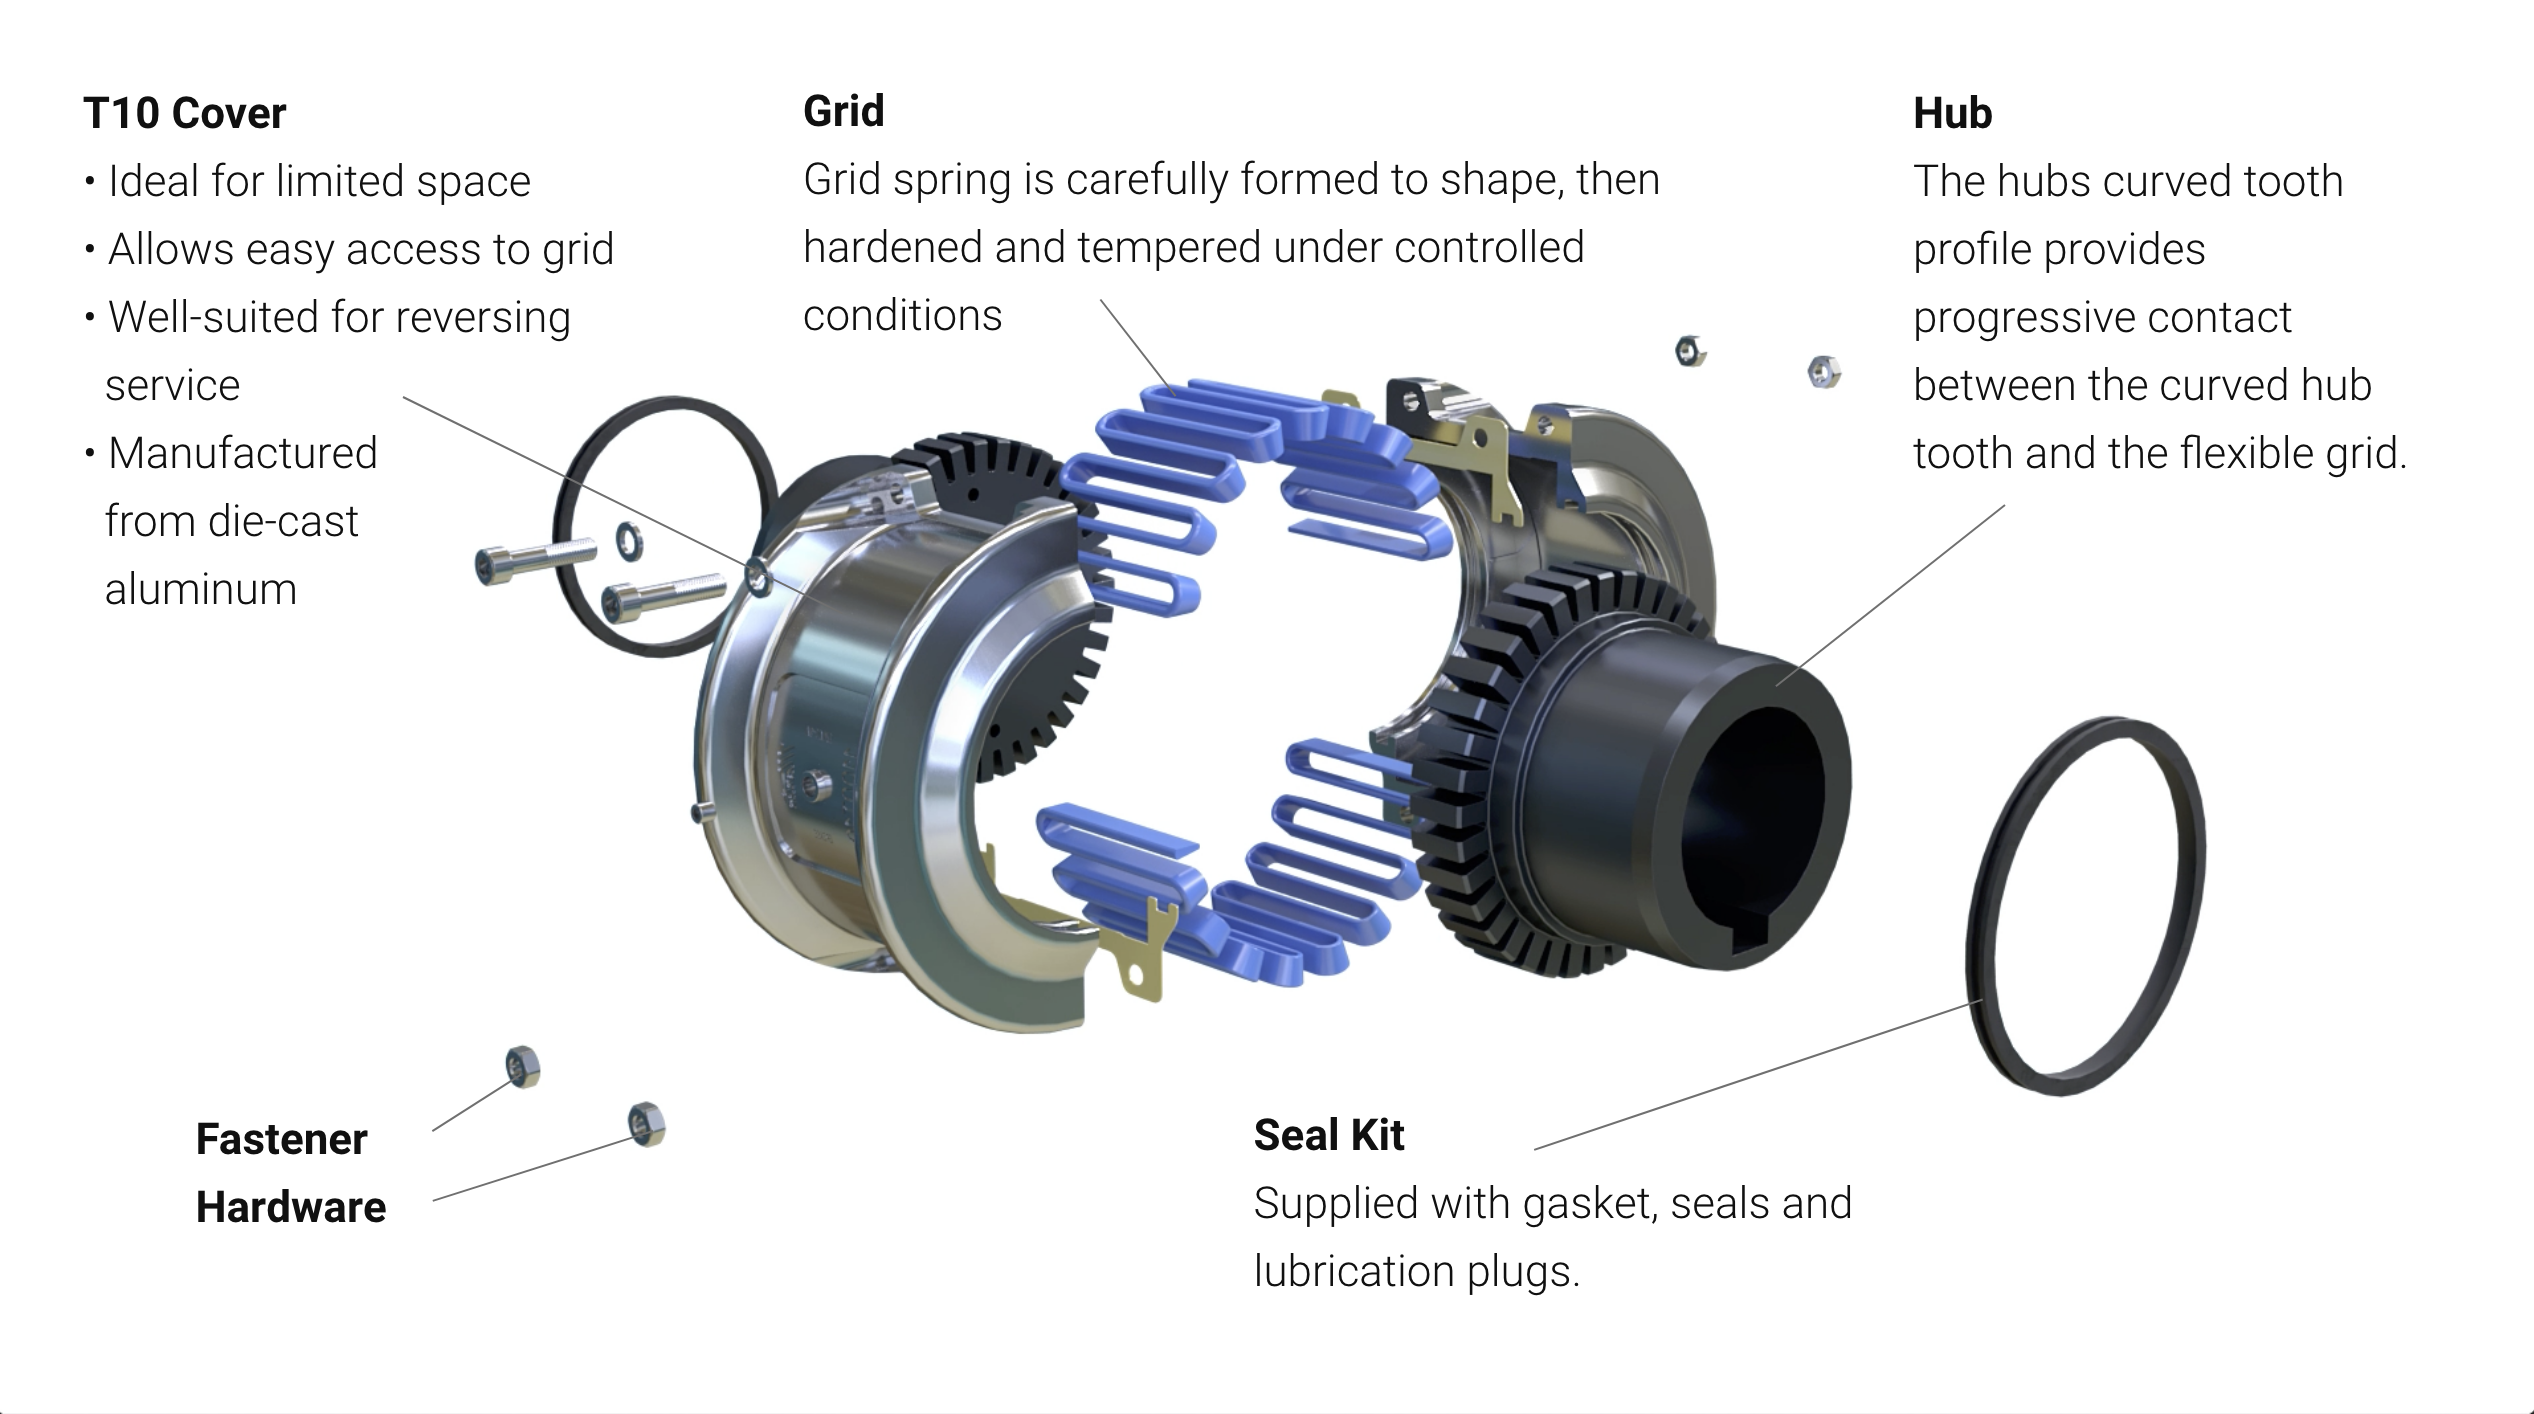 T10 Cover
• Ideal for limited space
• Allows easy access to grid
• Well-suited for reversing
service
• Manufactured
from die-cast
aluminum
Grid
Grid spring is carefully formed to shape, then
hardened and tempered under controlled
conditions
Hub
The hubs curved tooth
profile provides
progressive contact
between the curved hub
tooth and the flexible grid.
Fastener
Hardware
Seal Kit
Supplied with gasket, seals and
lubrication plugs.